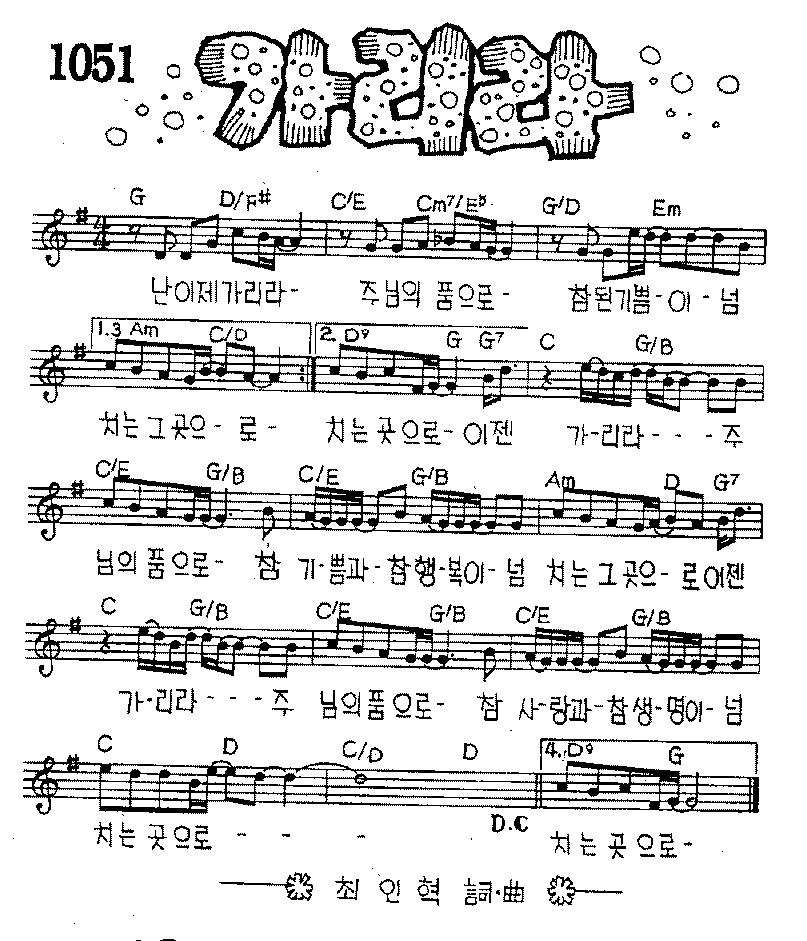 1051 가리라
G D/F# C/E Cm7/E♭ G/D Em
난이제가리라- 주님의 품으로- 참된기쁨-이-넘
1.3 Am C/D 2. D9 G G7 C G/B
치는그곳으-로- 치는곳으로-이젠 가-리라---주
C/E G/B C/E G/B Am D G7
님의품으로- 참 기-쁨과-참행-복이-넘 치는그곳으-로이젠
C G/B C/E G/B C/E G/B
가-리라---주 님의품으로- 참 사-랑과-참생-명이-넘
C D C/D D 4. D9 G
치는 곳으로 - - - D.C 치는곳으로-
최인혁 詞·曲